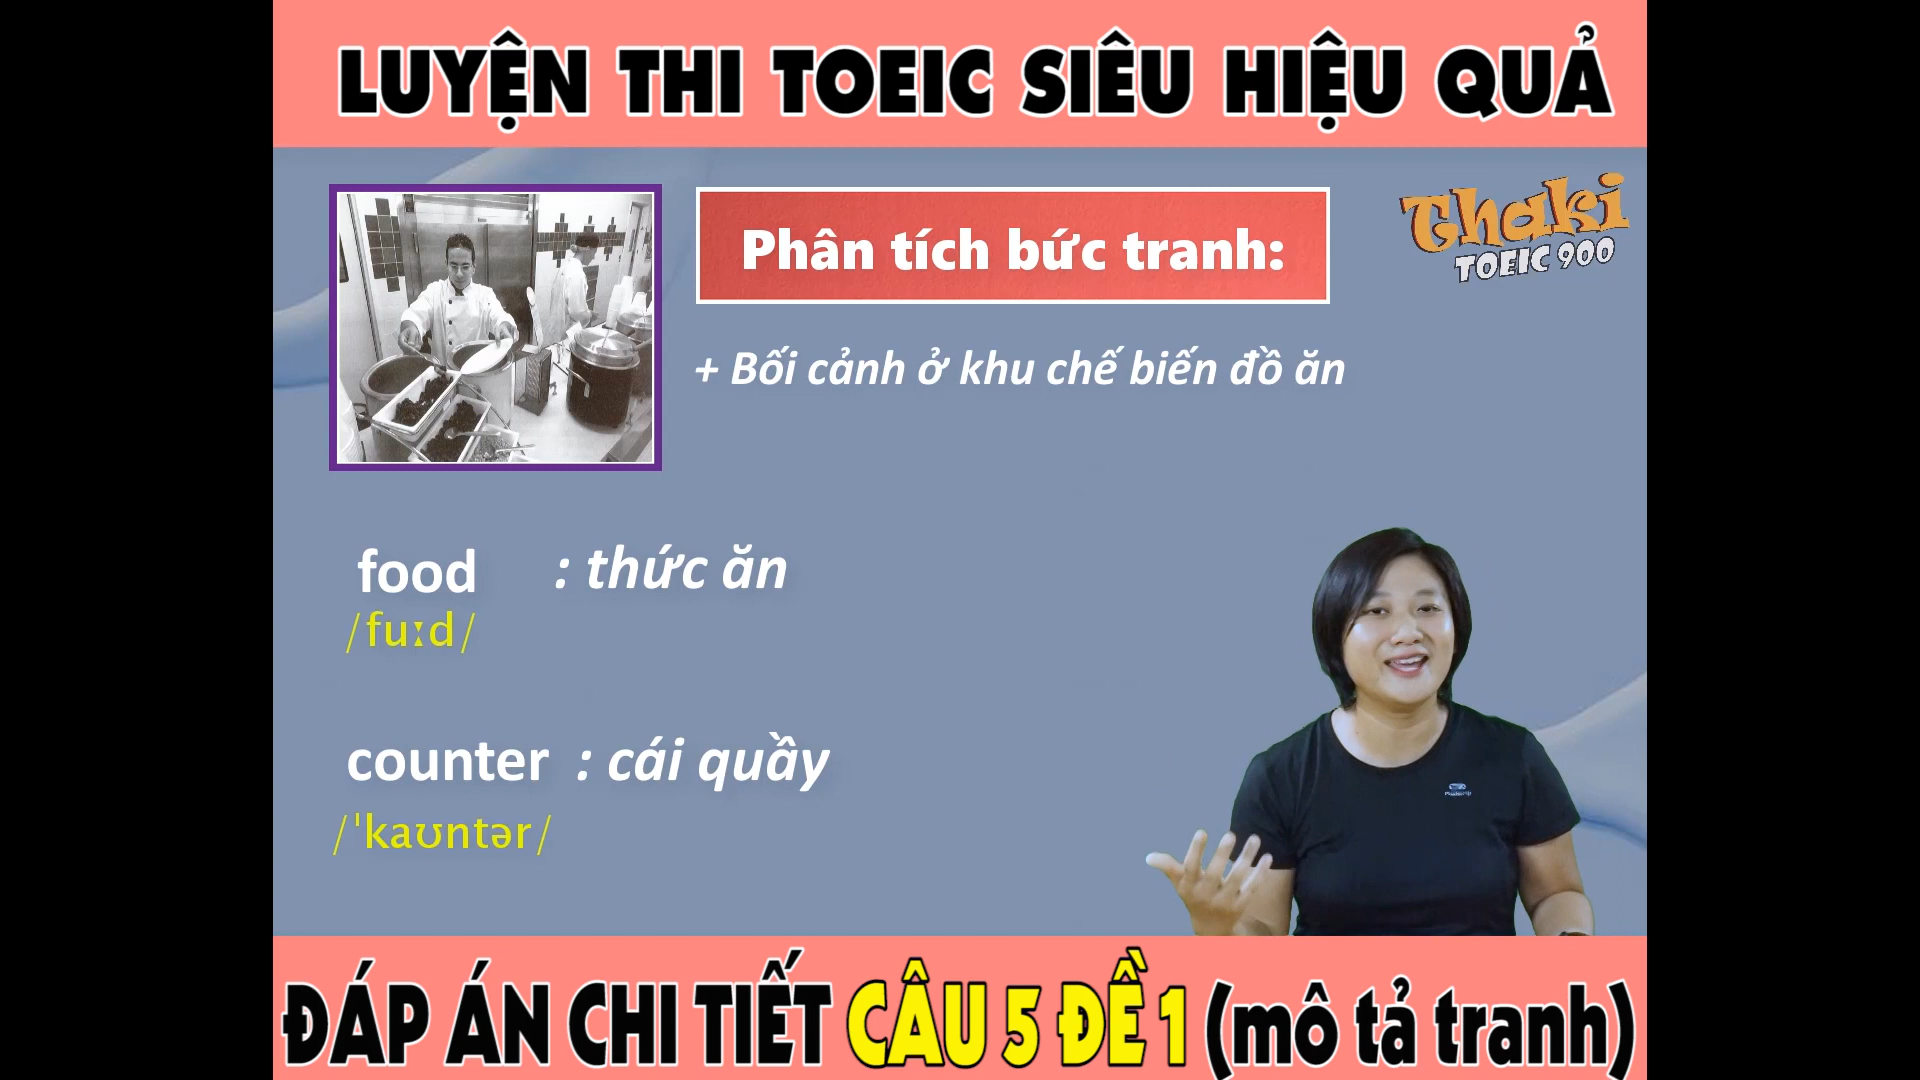 LUYỆN THI TOEIC SIÊU HIỆU QUẢ
Phân tích bức tranh:
Thaki
TOEIC 900
+ Bối cảnh ở khu chế biến đồ ăn
food : thức ăn
/fuːd/
counter : cái quầy
/ˈkaʊntər/
ĐÁP ÁN CHI TIẾT CÂU 5 ĐỀ 1 (mô tả tranh)